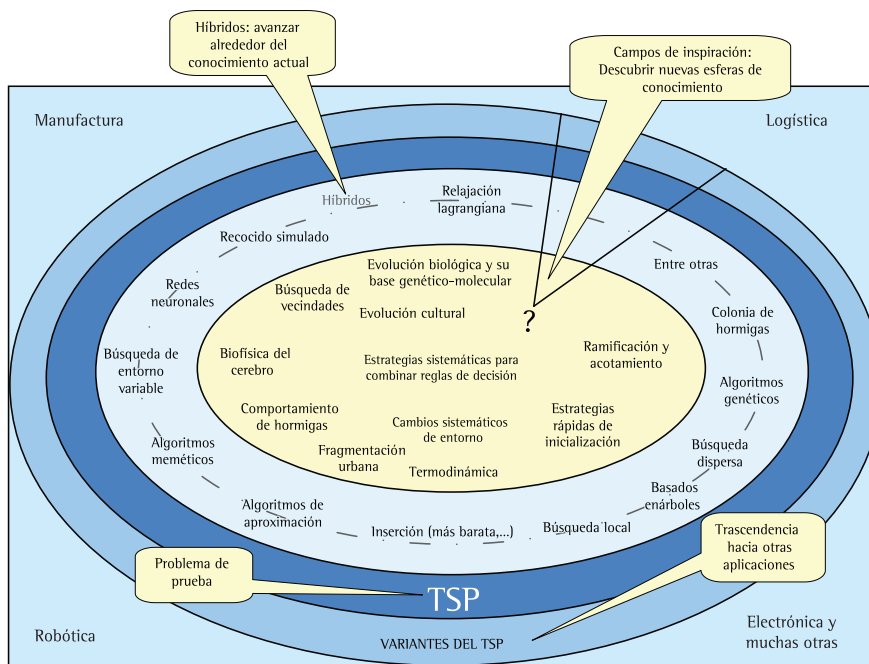 Híbridos: avanzar
alrededor del
conocimiento actual
Campos de inspiración:
Descubrir nuevas esferas de
conocimiento
Manufactura
Logística
Híbridos
Relajación
lagrangiana
Recocido simulado
Entre otras
Redes
neuronales
Búsqueda de
vecindades
Evolución biológica y su
base genético-molecular
Evolución cultural
?
Colonia de
hormigas
Búsqueda de
entorno
variable
Biofísica del
cerebro
Estrategias sistemáticas para
combinar reglas de decisión
Ramificación y
acotamiento
Algoritmos
genéticos
Comportamiento
de hormigas
Cambios sistemáticos
de entorno
Estrategias
rápidas de
inicialización
Algoritmos
meméticos
Fragmentación
urbana
Termodinámica
Búsqueda
dispersa
Basados
enárboles
Algoritmos de
aproximación
Inserción (más barata,...)
Búsqueda local
Trascendencia
hacia otras
aplicaciones
Problema de
prueba
TSP
Robótica
VARIANTES DEL TSP
Electrónica y
muchas otras